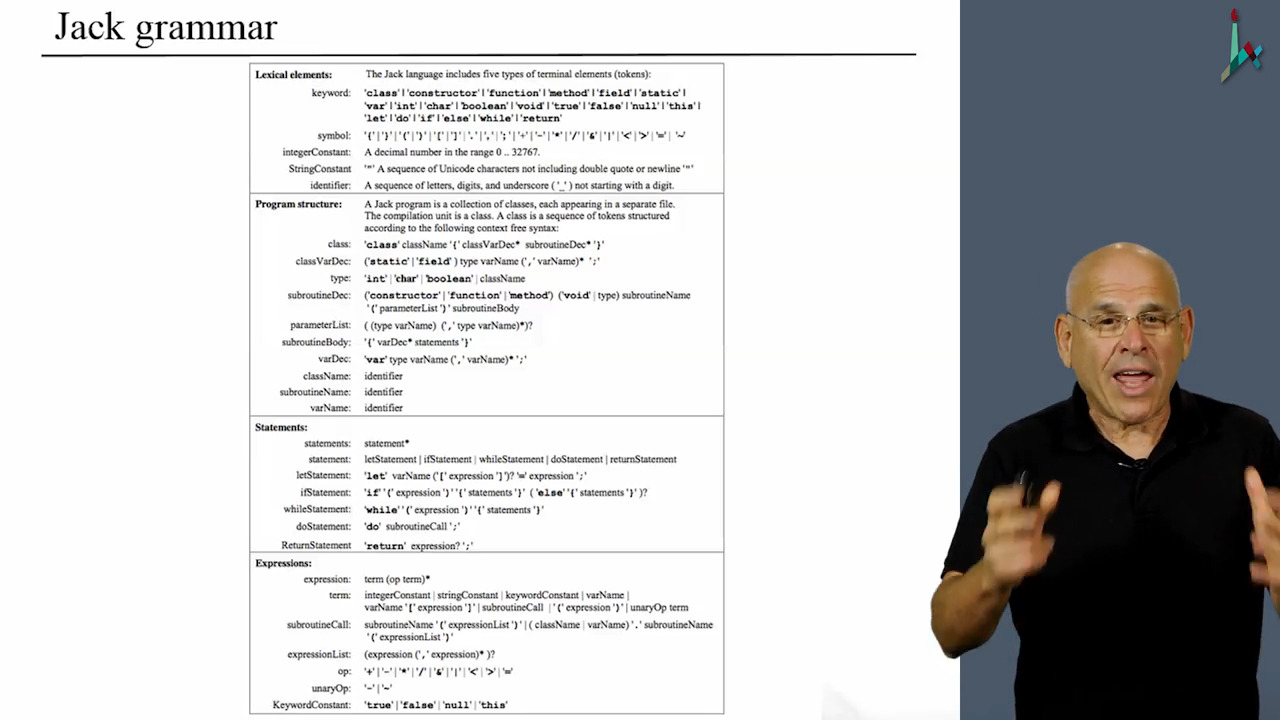 Jack grammar
Lexical elements: The Jack language includes five types of terminal elements (tokens):
keyword: 'class'|'constructor'|'function'|'method'|'field'|'static'|
'var'|'int'|'char'|'boolean'|'void'|'true'|'false'|'null'|'this'|
'let'|'do'|'if'|'else'|'while'|'return'
symbol: '{'|'}'|'('|')'|'['|']'|'.'|','|';'|'+'|'-'|'*'|'/'|'&'|'|'|'<'|'>'|'='|'~'
integerConstant: A decimal number in the range 0 .. 32767.
StringConstant '"' A sequence of Unicode characters not including double quote or newline '"'
identifier: A sequence of letters, digits, and underscore ( '_' ) not starting with a digit.
Program structure: A Jack program is a collection of classes, each appearing in a separate file.
The compilation unit is a class. A class is a sequence of tokens structured
according to the following context free syntax:
class: 'class' className '{' classVarDec* subroutineDec* '}'
classVarDec: ('static' | 'field' ) type varName (',' varName)* ';'
type: 'int' | 'char' | 'boolean' | className
subroutineDec: ('constructor' | 'function' | 'method') ('void' | type) subroutineName
'(' parameterList ')' subroutineBody
parameterList: ( (type varName) (',' type varName)*)?
subroutineBody: '{' varDec* statements '}'
varDec: 'var' type varName (',' varName)* ';'
className: identifier
subroutineName: identifier
varName: identifier
Statements:
statements: statement*
statement: letStatement | ifStatement | whileStatement | doStatement | returnStatement
letStatement: 'let' varName ('[' expression ']')? '=' expression ';'
ifStatement: 'if' '(' expression ')' '{' statements '}' ( 'else' '{' statements '}' )?
whileStatement: 'while' '(' expression ')' '{' statements '}'
doStatement: 'do' subroutineCall ';'
ReturnStatement 'return' expression? ';'
Expressions:
expression: term (op term)*
term: integerConstant | stringConstant | keywordConstant | varName |
varName '[' expression ']' | subroutineCall | '(' expression ')' | unaryOp term
subroutineCall: subroutineName '(' expressionList ')' | ( className | varName) '.' subroutineName
'(' expressionList ')'
expressionList: (expression (',' expression)* )?
op: '+' | '-' | '*' | '/' | '&' | '|' | '<' | '>' | '='
unaryOp: '-' | '~'
KeywordConstant: 'true' | 'false' | 'null' | 'this'